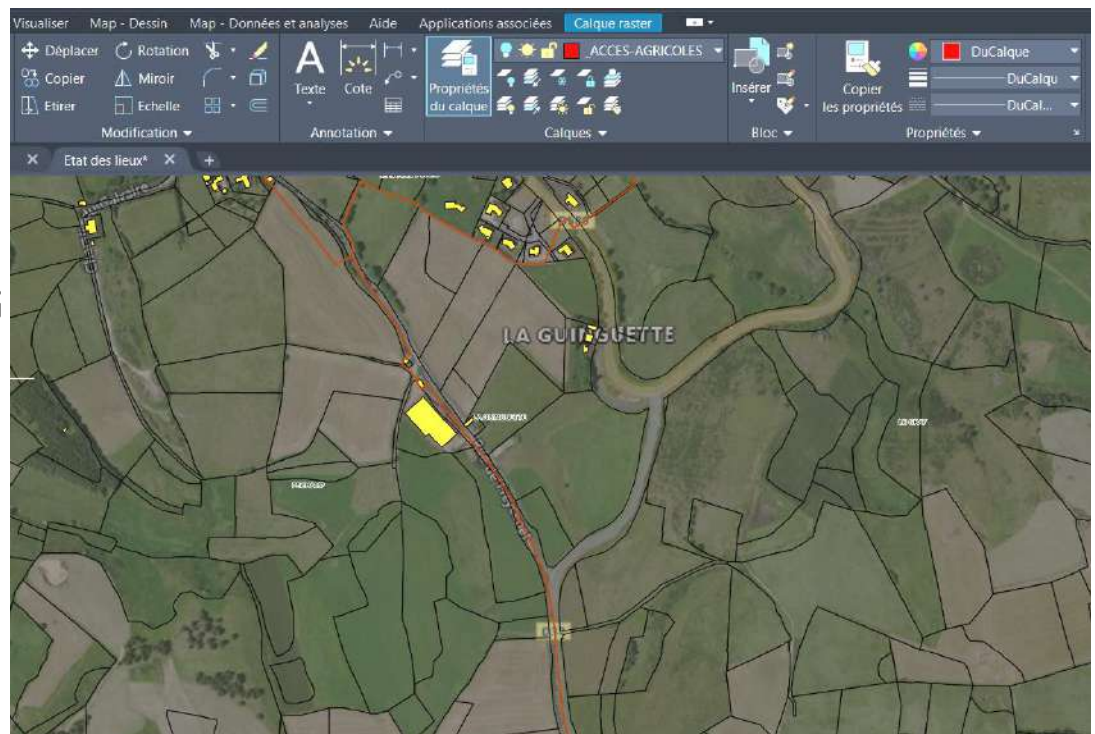 Visualiser Map - Dessin Map - Données et analyses Aide Applications associées Calque raster
Déplacer Rotation
Copier Miroir
Etirer Echelle
Modification
Texte Cote
Annotation
Propriétés du calque
_ACCES-AGRICOLES
Calques
Insérer
Bloc
Copier les propriétés
DuCalque
DuCalqu
DuCal...
Propriétés
Etat des lieux*
LA GUINGUETTE